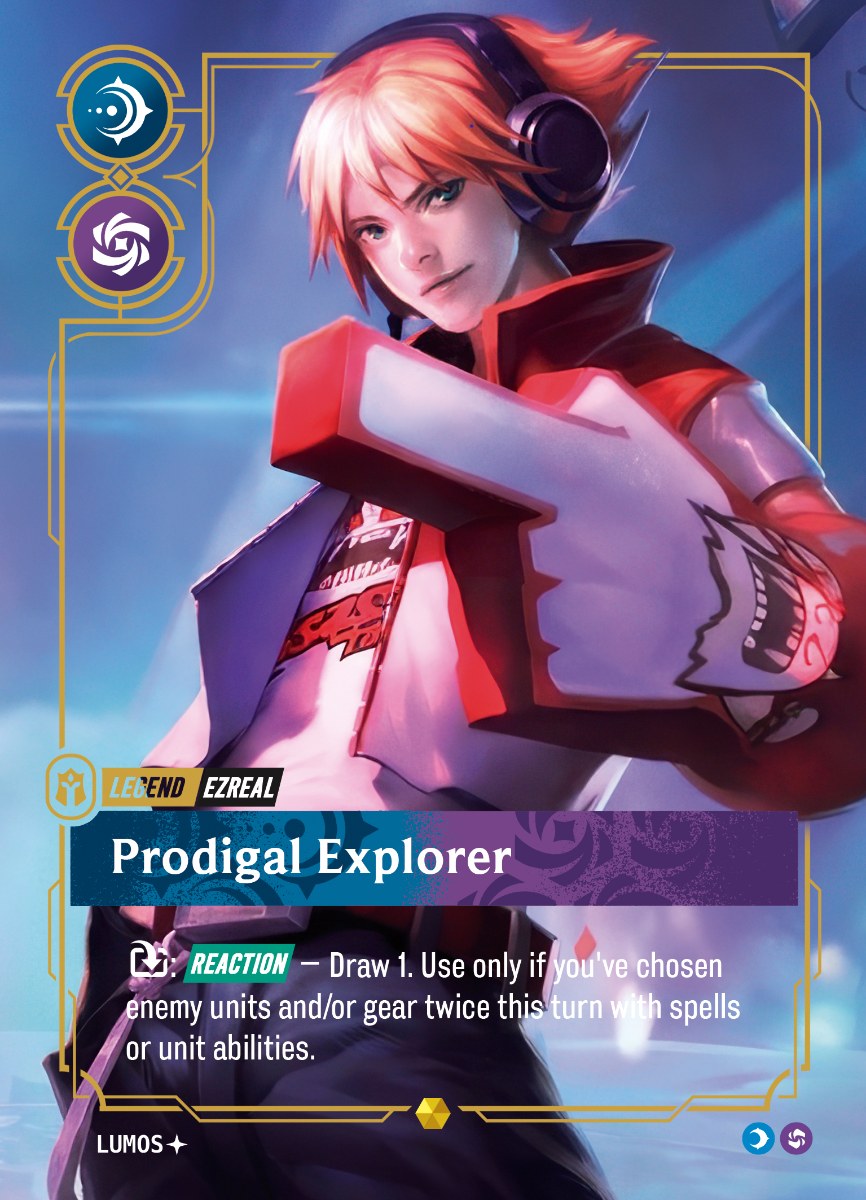 LEGEND EZREAL
Prodigal Explorer
: REACTION — Draw 1. Use only if you've chosen
enemy units and/or gear twice this turn with spells
or unit abilities.
LUMOS